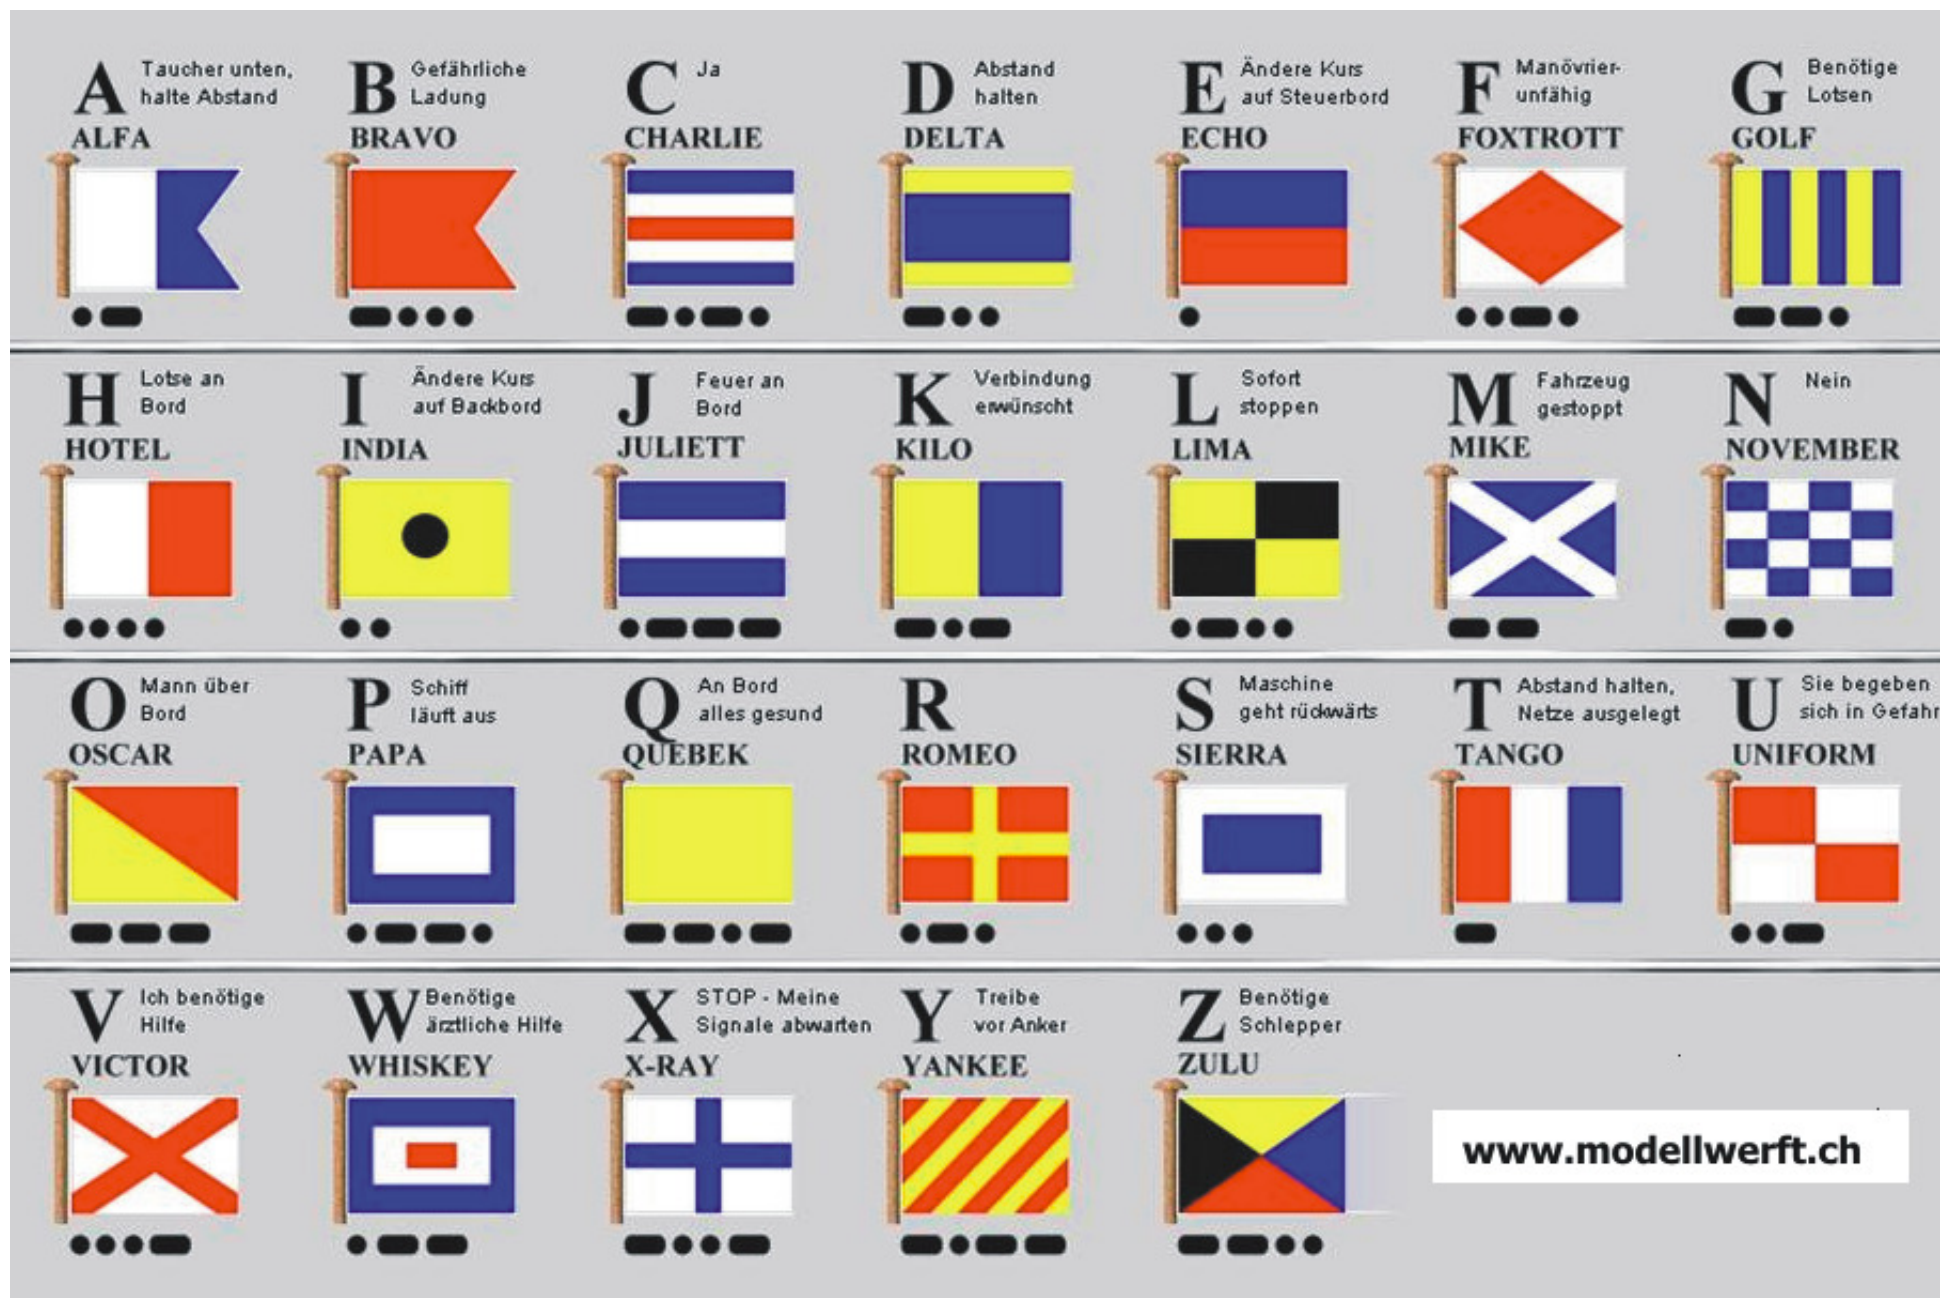 A Taucher unten,
halte Abstand
ALFA
B Gefährliche
Ladung
BRAVO
C Ja
CHARLIE
D Abstand
halten
DELTA
E Ändere Kurs
auf Steuerbord
ECHO
F Manövrier-
unfähig
FOXTROTT
G Benötige
Lotsen
GOLF
H Lotse an
Bord
HOTEL
I Ändere Kurs
auf Backbord
INDIA
J Feuer an
Bord
JULIETT
K Verbindung
erwünscht
KILO
L Sofort
stoppen
LIMA
M Fahrzeug
gestoppt
MIKE
N Nein
NOVEMBER
O Mann über
Bord
OSCAR
P Schiff
läuft aus
PAPA
Q An Bord
alles gesund
QUEBEK
R
ROMEO
S Maschine
geht rückwärts
SIERRA
T Abstand halten,
Netze ausgelegt
TANGO
U Sie begeben
sich in Gefahr
UNIFORM
V Ich benötige
Hilfe
VICTOR
W Benötige
ärztliche Hilfe
WHISKEY
X STOP - Meine
Signale abwarten
X-RAY
Y Treibe
vor Anker
YANKEE
Z Benötige
Schlepper
ZULU
www.modellwerft.ch